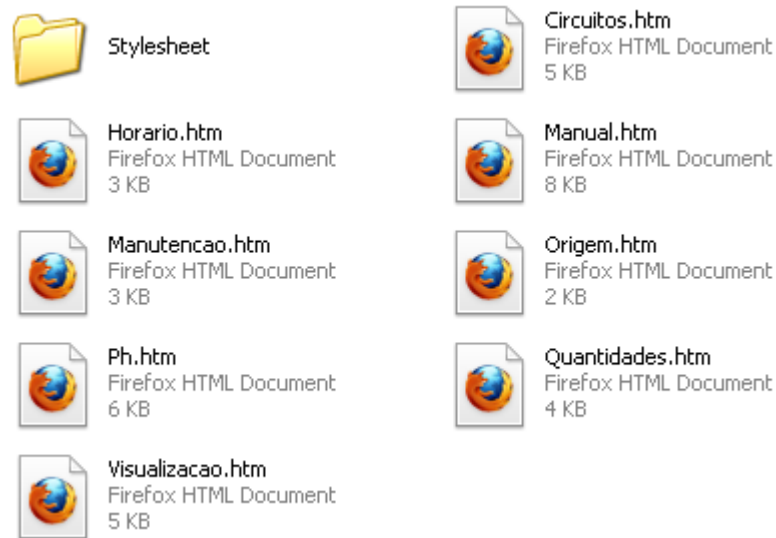 Stylesheet
Circuitos.htm
Firefox HTML Document
5 KB
Horario.htm
Firefox HTML Document
3 KB
Manual.htm
Firefox HTML Document
8 KB
Manutencao.htm
Firefox HTML Document
3 KB
Origem.htm
Firefox HTML Document
2 KB
Ph.htm
Firefox HTML Document
6 KB
Quantidades.htm
Firefox HTML Document
4 KB
Visualizacao.htm
Firefox HTML Document
5 KB